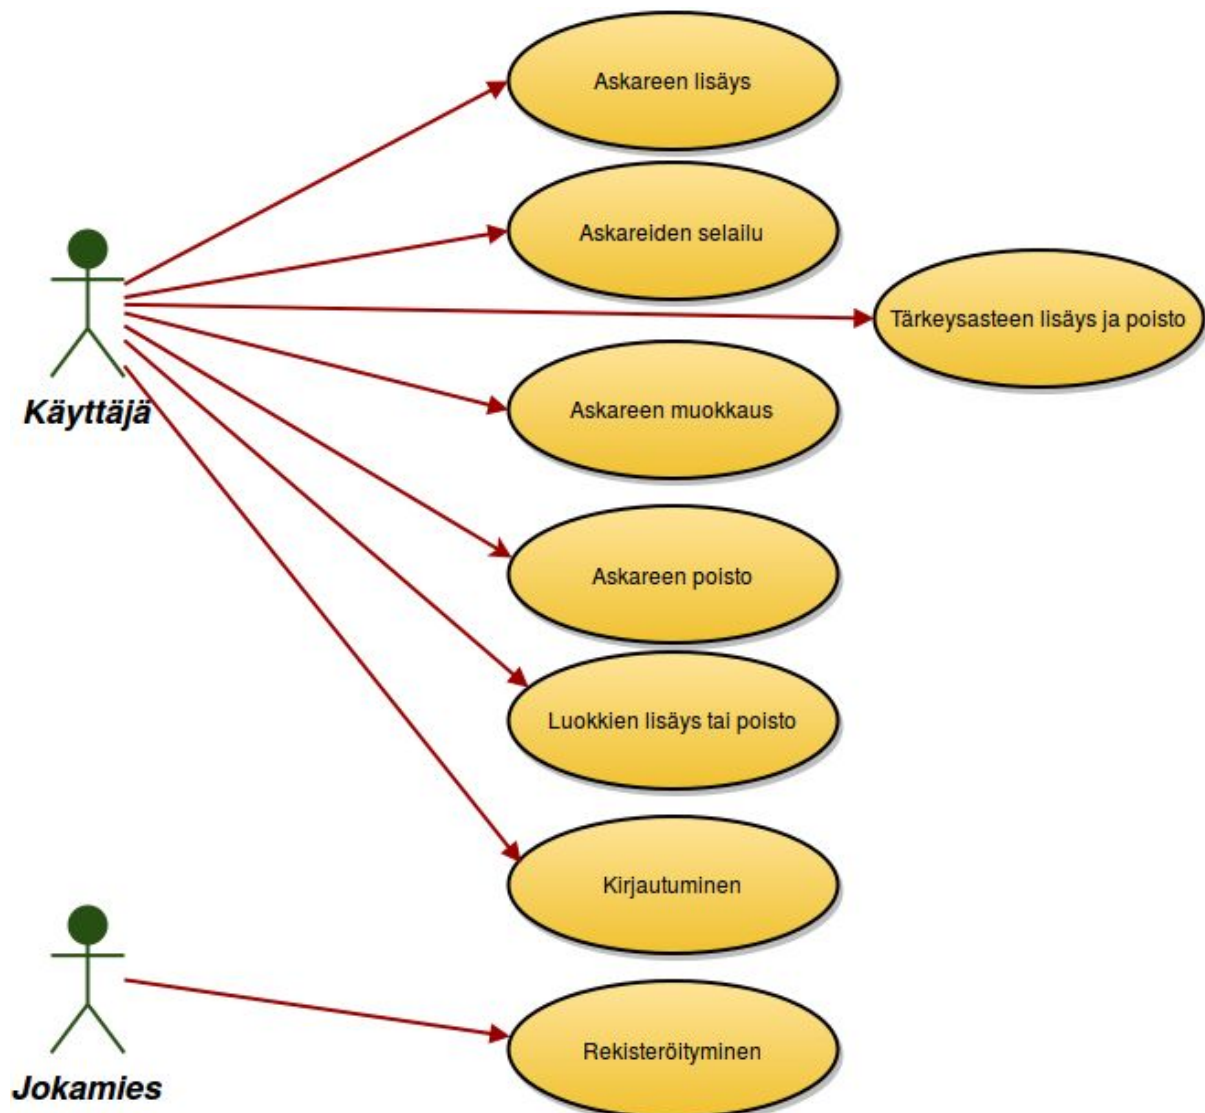 Askareen lisäys
Askareiden selailu
Tärkeysasteen lisäys ja poisto
Käyttäjä
Askareen muokkaus
Askareen poisto
Luokkien lisäys tai poisto
Kirjautuminen
Rekisteröityminen
Jokamies